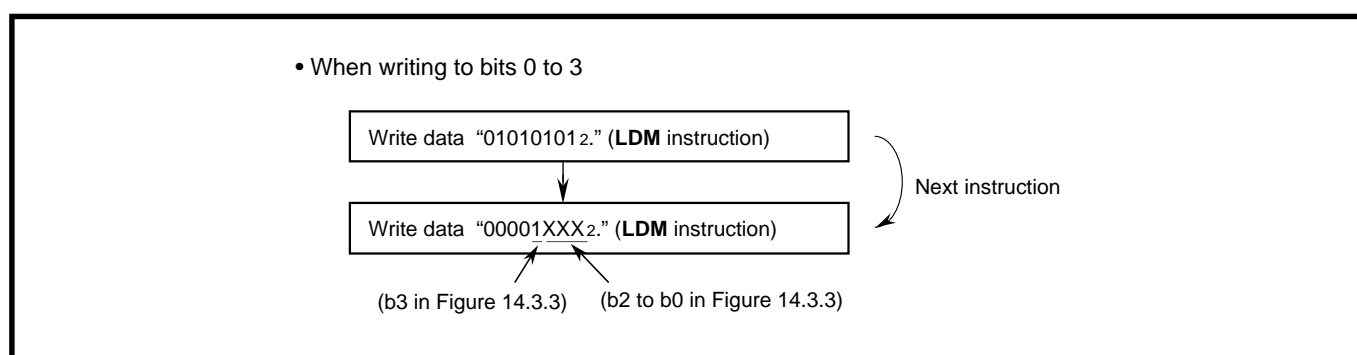 • When writing to bits 0 to 3
Write data “01010101₂.” (LDM instruction)
Next instruction
Write data “00001XXX₂.” (LDM instruction)
(b3 in Figure 14.3.3) (b2 to b0 in Figure 14.3.3)